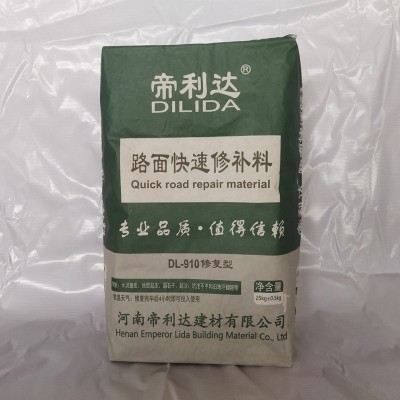 帝利达®
DILIDA
路面快速修补料
Quick road repair material
专业品质·值得信赖
DL-910修复型
净含量
25kg±0.5kg
河南帝利达建材有限公司
Henan Emperor Lida Building Material Co., Ltd